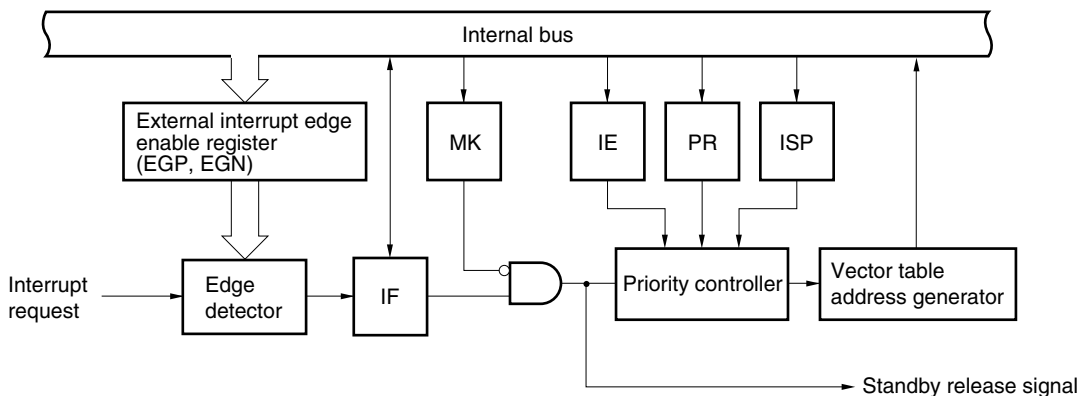 Internal bus
External interrupt edge
enable register
(EGP, EGN)
MK
IE
PR
ISP
Interrupt
request
Edge
detector
IF
Priority controller
Vector table
address generator
Standby release signal